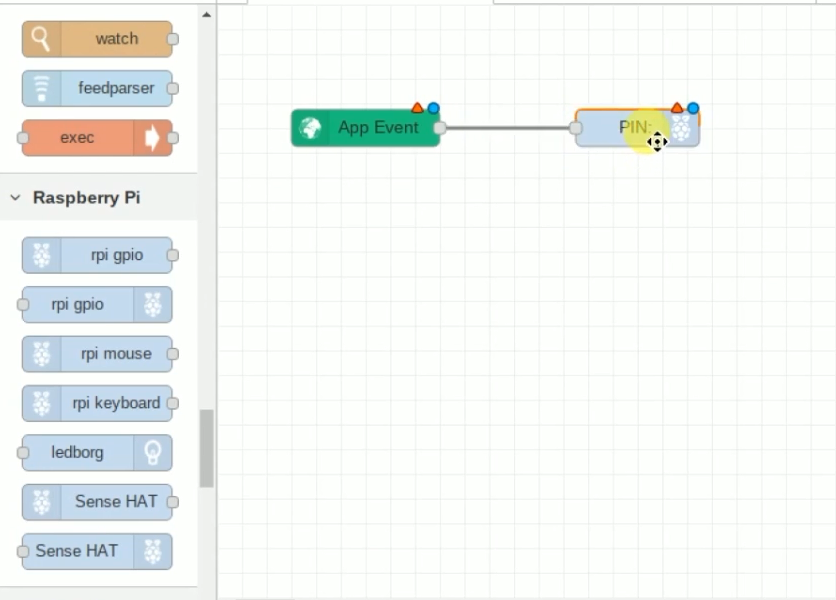 watch
feedparser
exec
Raspberry Pi
rpi gpio
rpi gpio
rpi mouse
rpi keyboard
ledborg
Sense HAT
Sense HAT
App Event
PIN: